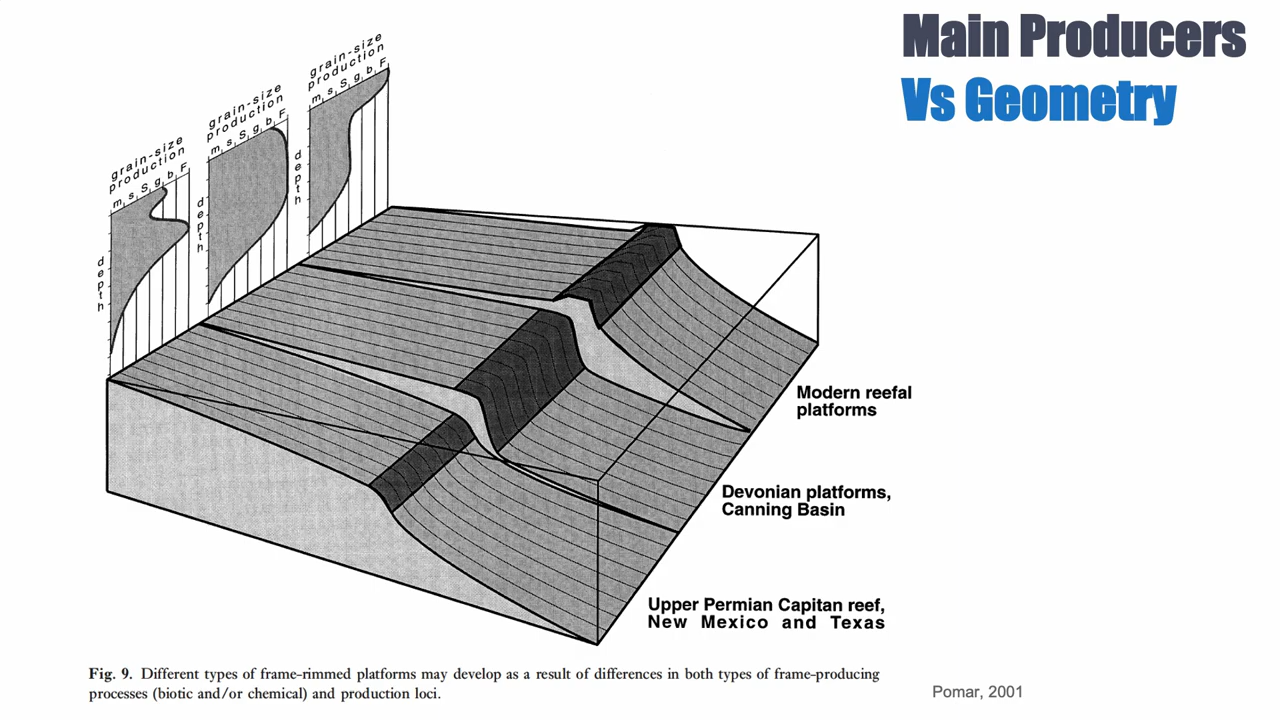 Main Producers
Vs Geometry
grain-size
production
m, s, S, g, b, F
depth
grain-size
production
m, s, S, g, b, F
depth
grain-size
production
m, s, S, g, b, F
depth
Modern reefal
platforms
Devonian platforms,
Canning Basin
Upper Permian Capitan reef,
New Mexico and Texas
Fig. 9. Different types of frame-rimmed platforms may develop as a result of differences in both types of frame-producing
processes (biotic and/or chemical) and production loci.
Pomar, 2001